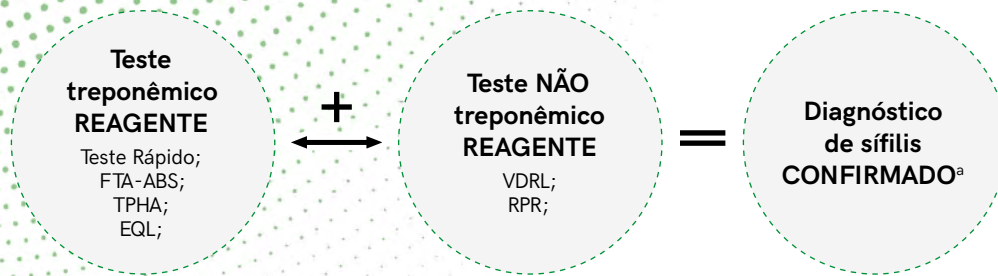 Teste
treponêmico
REAGENTE
Teste Rápido;
FTA-ABS;
TPHA;
EQL;
+
Teste NÃO
treponêmico
REAGENTE
VDRL;
RPR;
=
Diagnóstico
de sífilis
CONFIRMADOª